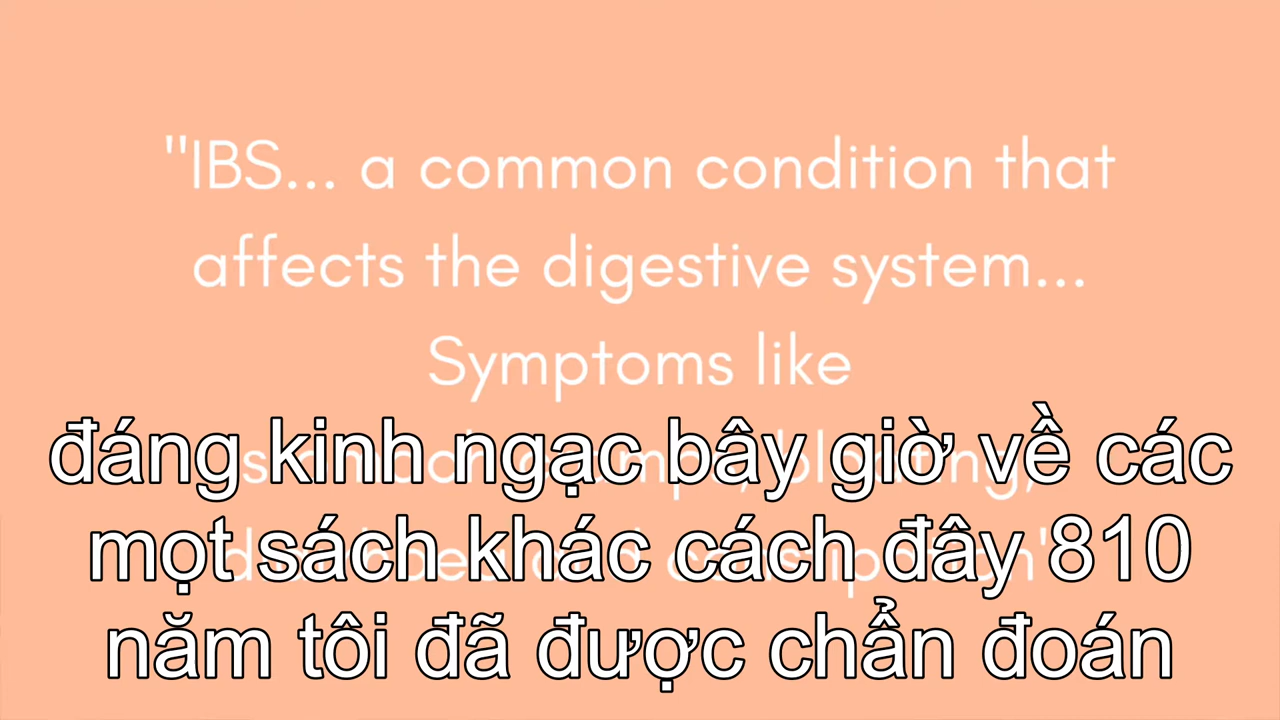 "IBS... a common condition that
affects the digestive system...
Symptoms like
đáng kinh ngạc bây giờ về các
mọt sách khác cách đây 810
năm tôi đã được chẩn đoán